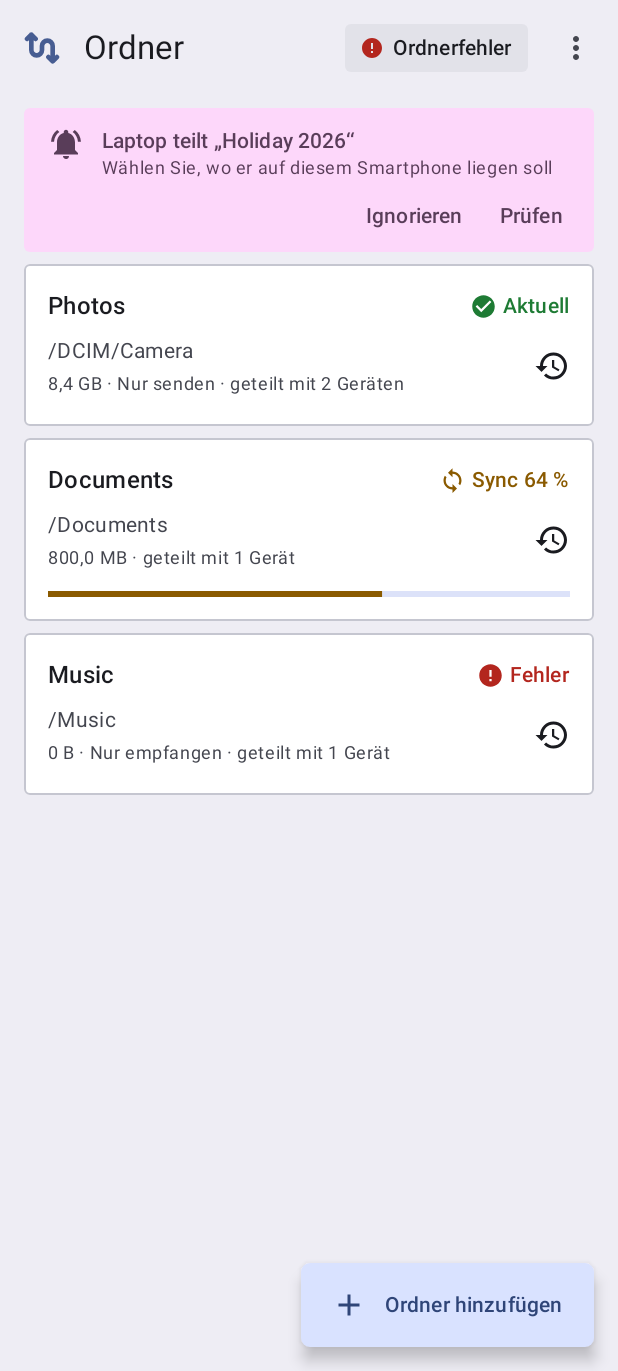 Ordner
Ordnerfehler
Laptop teilt „Holiday 2026“
Wählen Sie, wo er auf diesem Smartphone liegen soll
Ignorieren
Prüfen
Photos
Aktuell
/DCIM/Camera
8,4 GB · Nur senden · geteilt mit 2 Geräten
Documents
Sync 64 %
/Documents
800,0 MB · geteilt mit 1 Gerät
Music
Fehler
/Music
0 B · Nur empfangen · geteilt mit 1 Gerät
Ordner hinzufügen